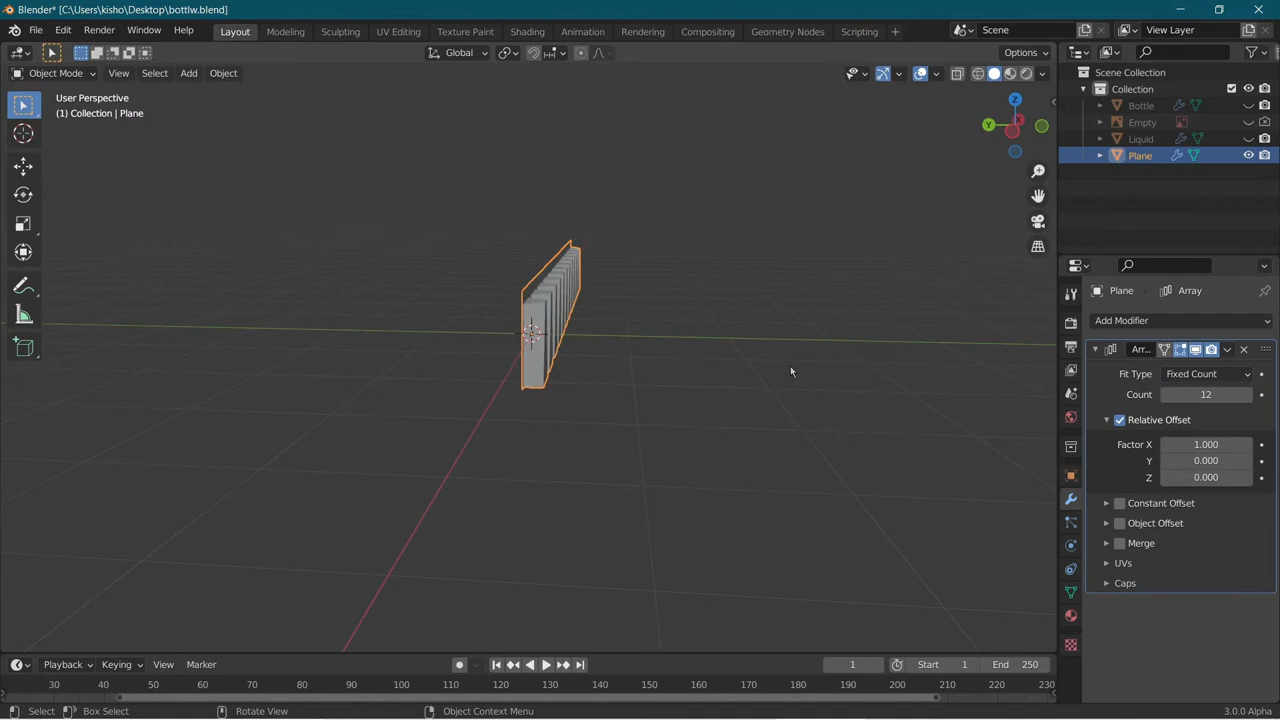 Blender* [C:\Users\kisho\Desktop\bottlw.blend]
File Edit Render Window Help Layout Modeling Sculpting UV Editing Texture Paint Shading Animation Rendering Compositing Geometry Nodes Scripting + Scene View Layer
Global Options
Object Mode View Select Add Object
User Perspective
(1) Collection | Plane
Z
Y
X
Scene Collection
Collection
Bottle
Empty
Liquid
Plane
Plane Array
Add Modifier
Arr...
Fit Type Fixed Count
Count 12
Relative Offset
Factor X 1.000
Y 0.000
Z 0.000
Constant Offset
Object Offset
Merge
UVs
Caps
Playback Keying View Marker 1 Start 1 End 250
30 40 50 60 70 80 90 100 110 120 130 140 150 160 170 180 190 200 210 220 230
Select Box Select Rotate View Object Context Menu 3.0.0 Alpha